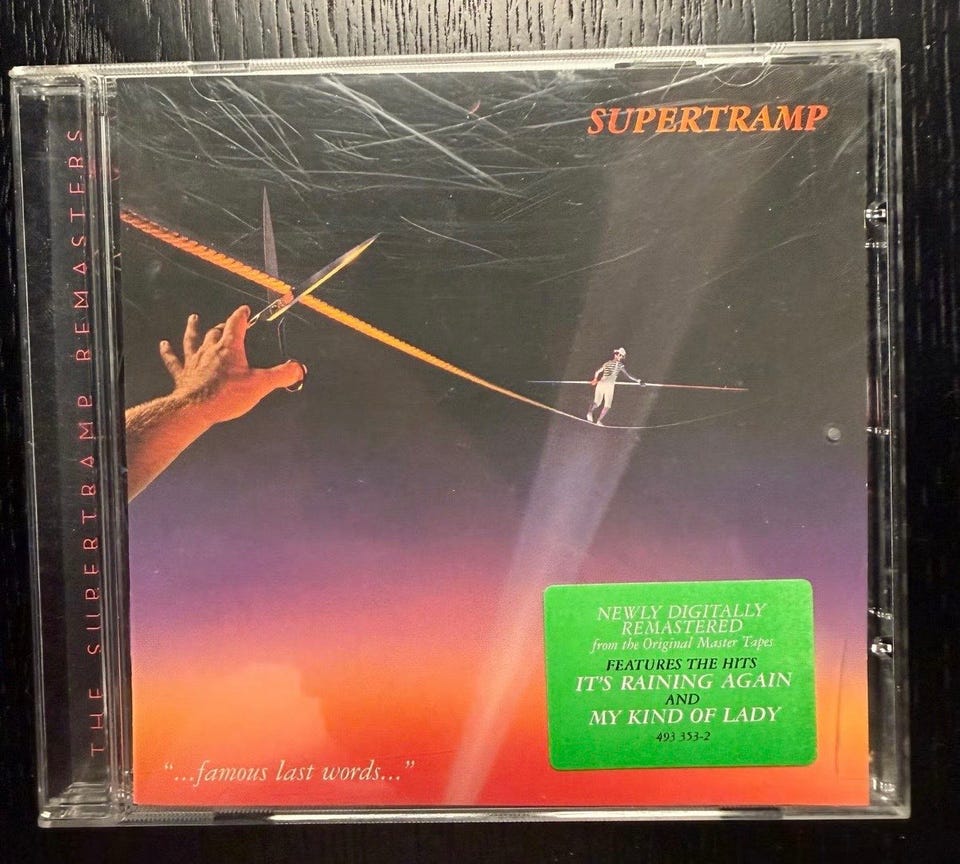 THE SUPERTRAMP REMASTERS
SUPERTRAMP
NEWLY DIGITALLY
REMASTERED
from the Original Master Tapes
FEATURES THE HITS
IT'S RAINING AGAIN
AND
MY KIND OF LADY
493 353-2
"...famous last words..."